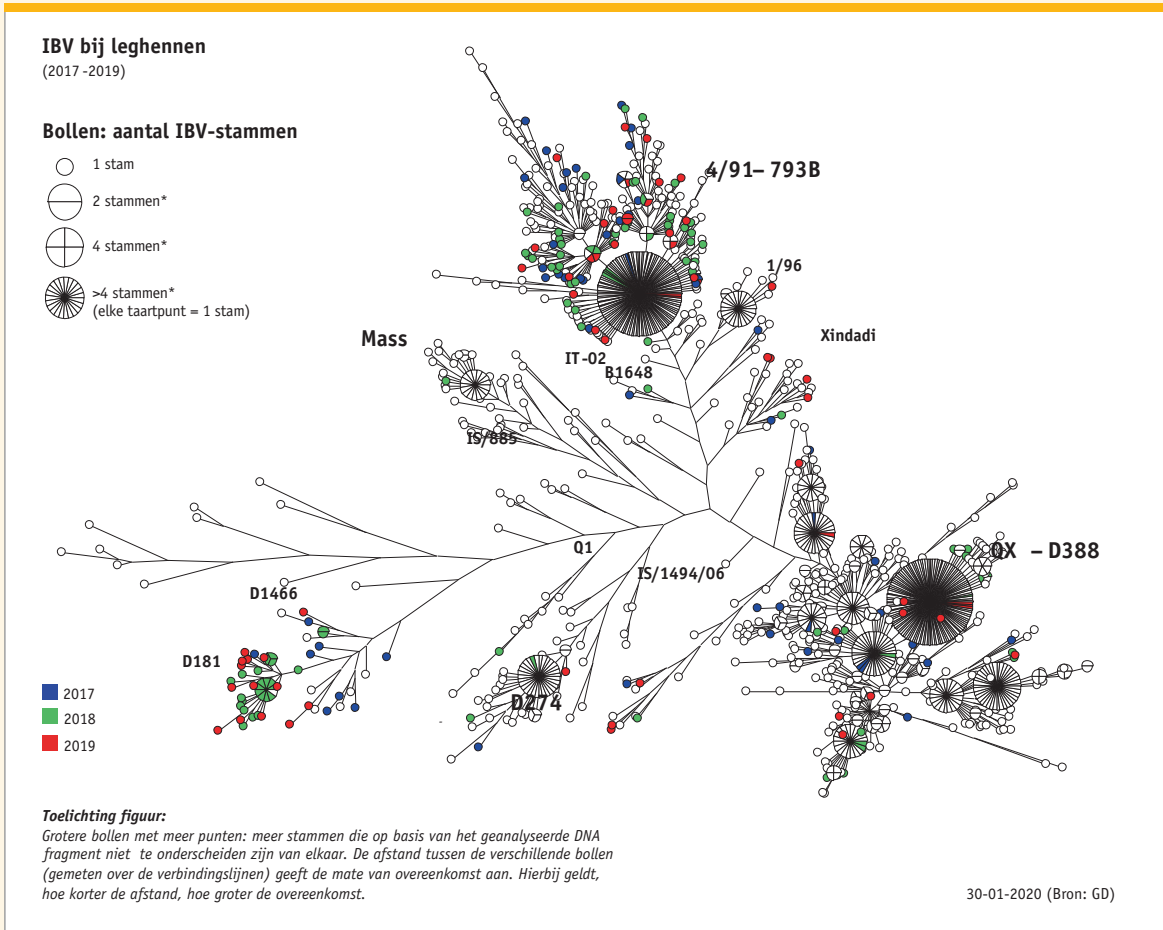 IBV bij leghennen
(2017 -2019)
Bollen: aantal IBV-stammen
1 stam
2 stammen*
4 stammen*
>4 stammen*
(elke taartpunt = 1 stam)
4/91– 793B
1/96
Xindadi
Mass
IT -02
B1648
IS/885
QX – D388
Q1
IS/1494/06
D1466
D181
D274
2017
2018
2019
Toelichting figuur:
Grotere bollen met meer punten: meer stammen die op basis van het geanalyseerde DNA
fragment niet te onderscheiden zijn van elkaar. De afstand tussen de verschillende bollen
(gemeten over de verbindingslijnen) geeft de mate van overeenkomst aan. Hierbij geldt,
hoe korter de afstand, hoe groter de overeenkomst.
30-01-2020 (Bron: GD)